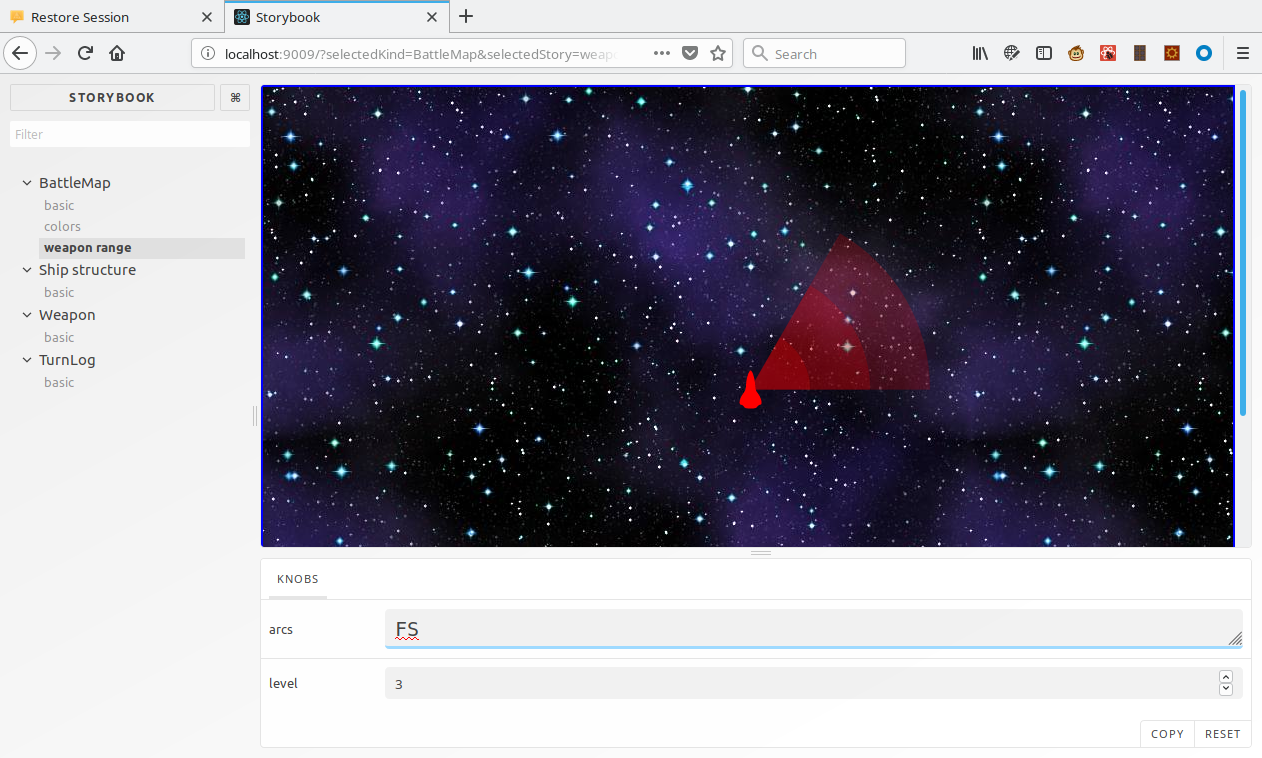 Restore Session
Storybook
localhost:9009/?selectedKind=BattleMap&selectedStory=weap
Search
STORYBOOK
⌘
Filter
BattleMap
basic
colors
weapon range
Ship structure
basic
Weapon
basic
TurnLog
basic
KNOBS
arcs
FS
level
3
COPY
RESET